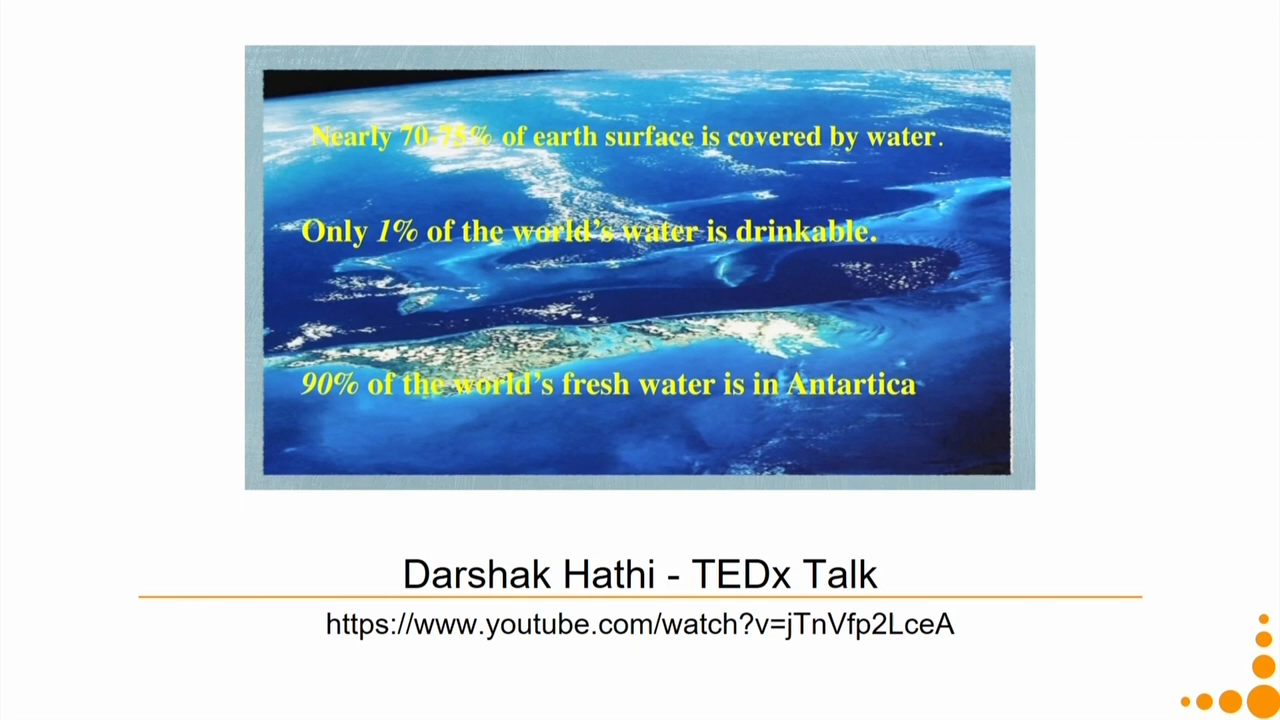 Nearly 70-75% of earth surface is covered by water.
Only 1% of the world's water is drinkable.
90% of the world's fresh water is in Antartica
Darshak Hathi - TEDx Talk
https://www.youtube.com/watch?v=jTnVfp2LceA